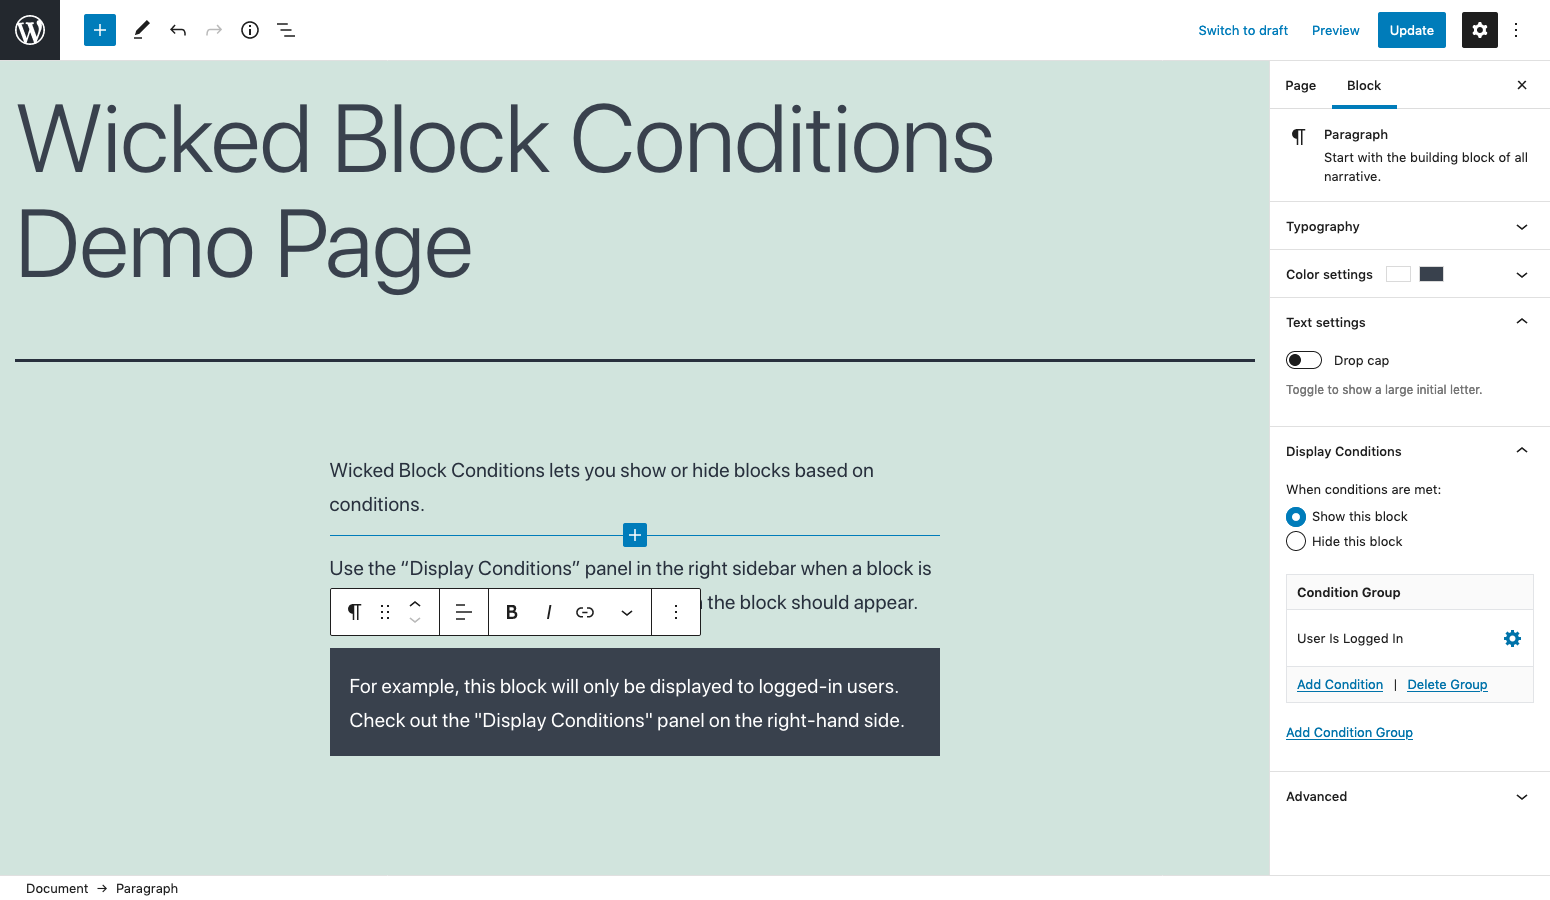 Switch to draft
Preview
Update
Wicked Block Conditions
Demo Page
Wicked Block Conditions lets you show or hide blocks based on
conditions.
Use the “Display Conditions” panel in the right sidebar when a block is
the block should appear.
B I
For example, this block will only be displayed to logged-in users.
Check out the "Display Conditions" panel on the right-hand side.
Page
Block
Paragraph
Start with the building block of all
narrative.
Typography
Color settings
Text settings
Drop cap
Toggle to show a large initial letter.
Display Conditions
When conditions are met:
Show this block
Hide this block
Condition Group
User Is Logged In
Add Condition | Delete Group
Add Condition Group
Advanced
Document → Paragraph